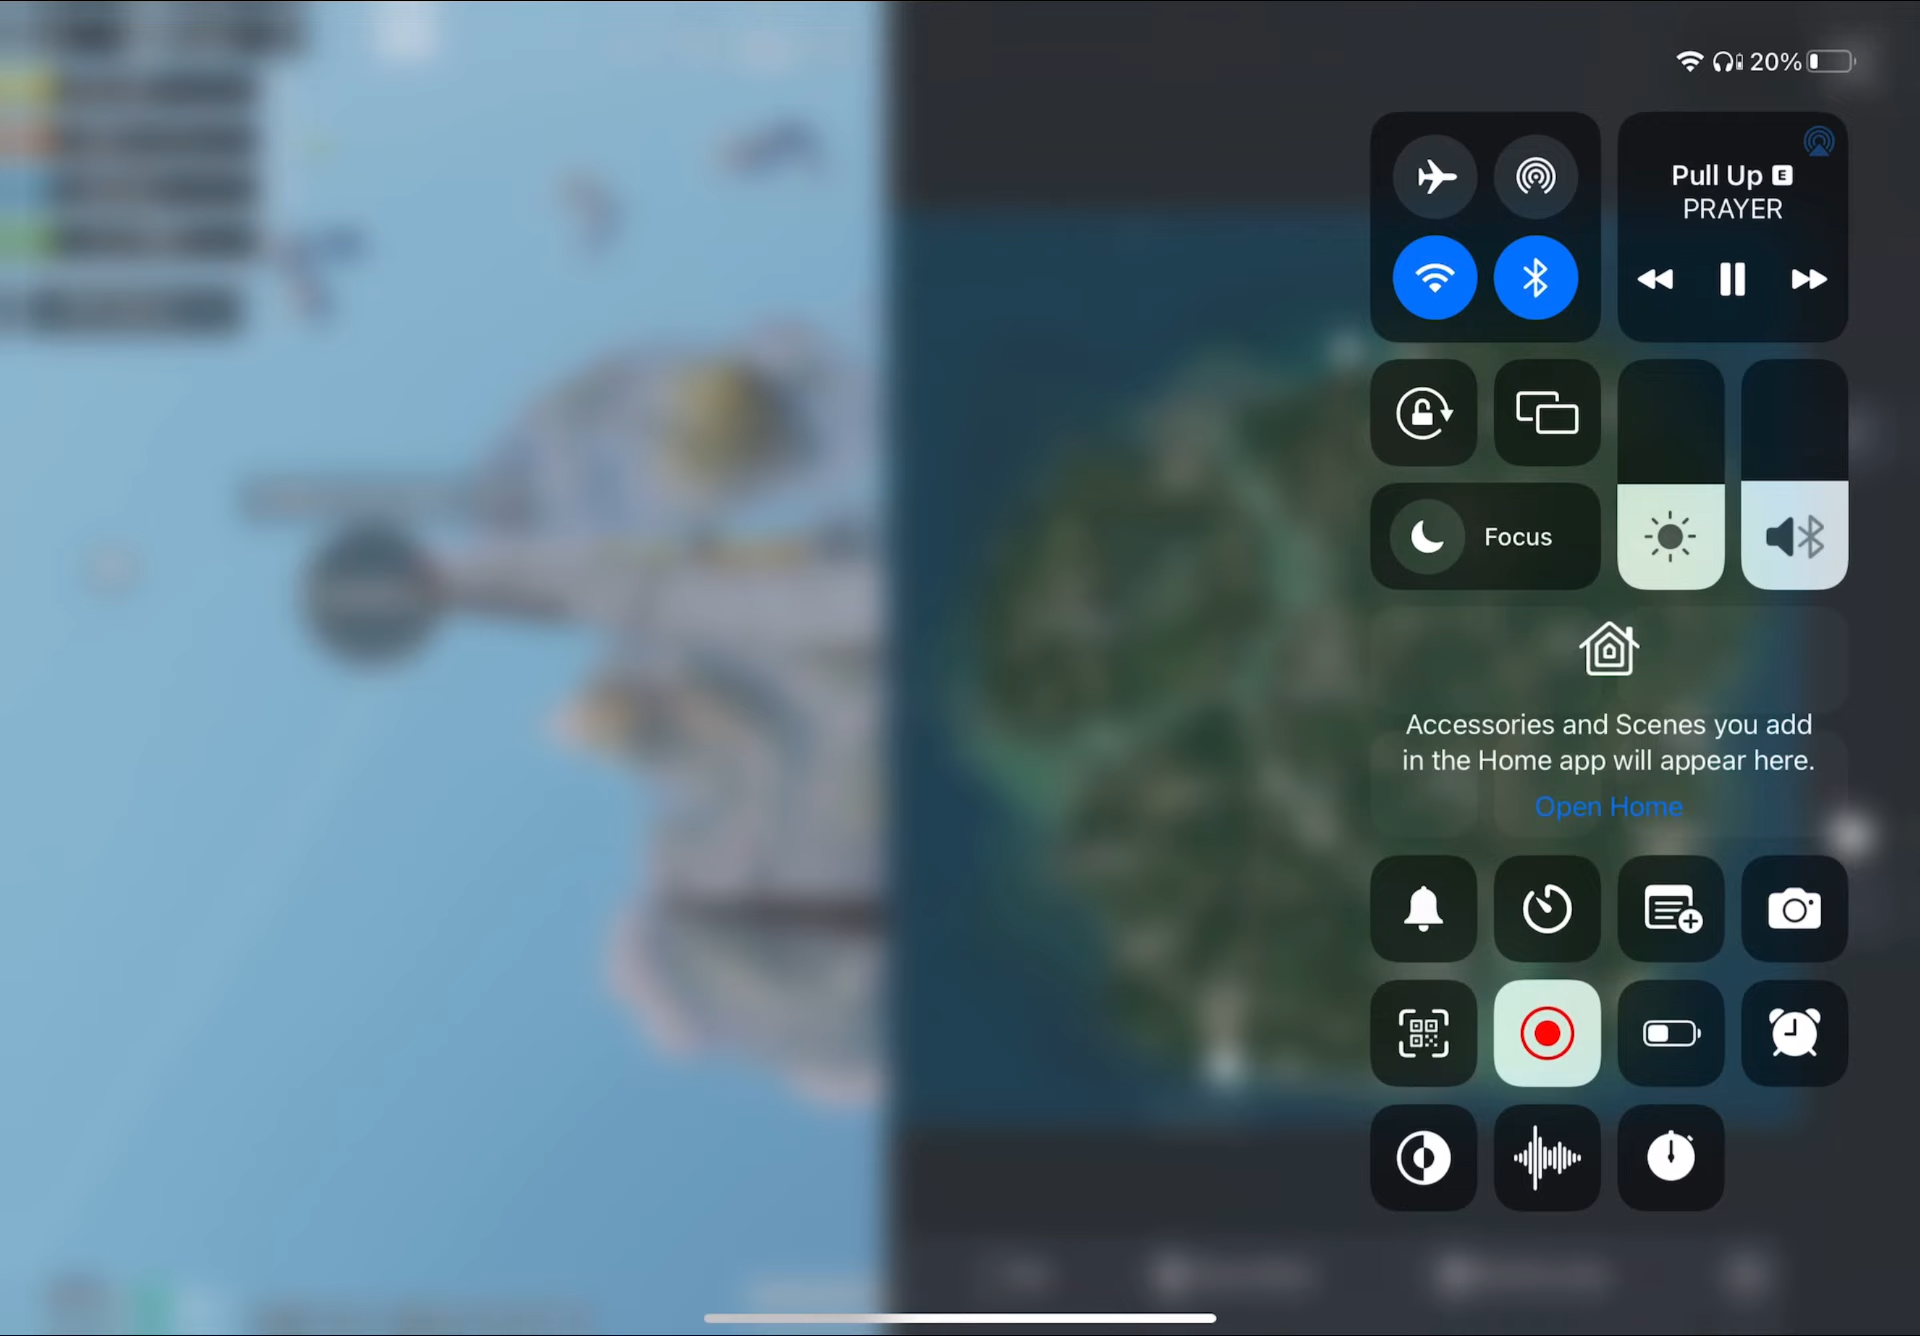 20%
Pull Up E
PRAYER
Focus
Accessories and Scenes you add
in the Home app will appear here.
Open Home